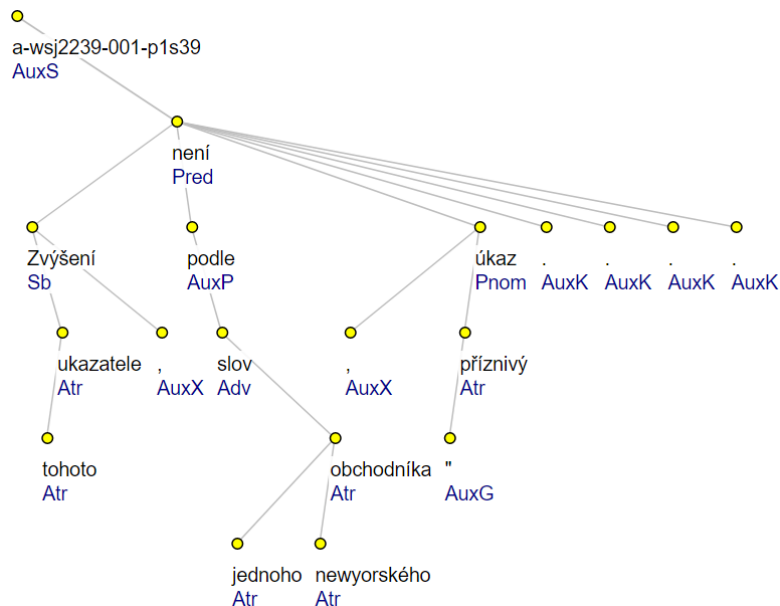 a-wsj2239-001-p1s39
AuxS
není
Pred
Zvýšení podle úkaz . . . .
Sb AuxP Pnom AuxK AuxK AuxK AuxK
ukazatele , slov , příznivý
Atr AuxX Adv AuxX Atr
tohoto obchodníka "
Atr Atr AuxG
jednoho newyorského
Atr Atr